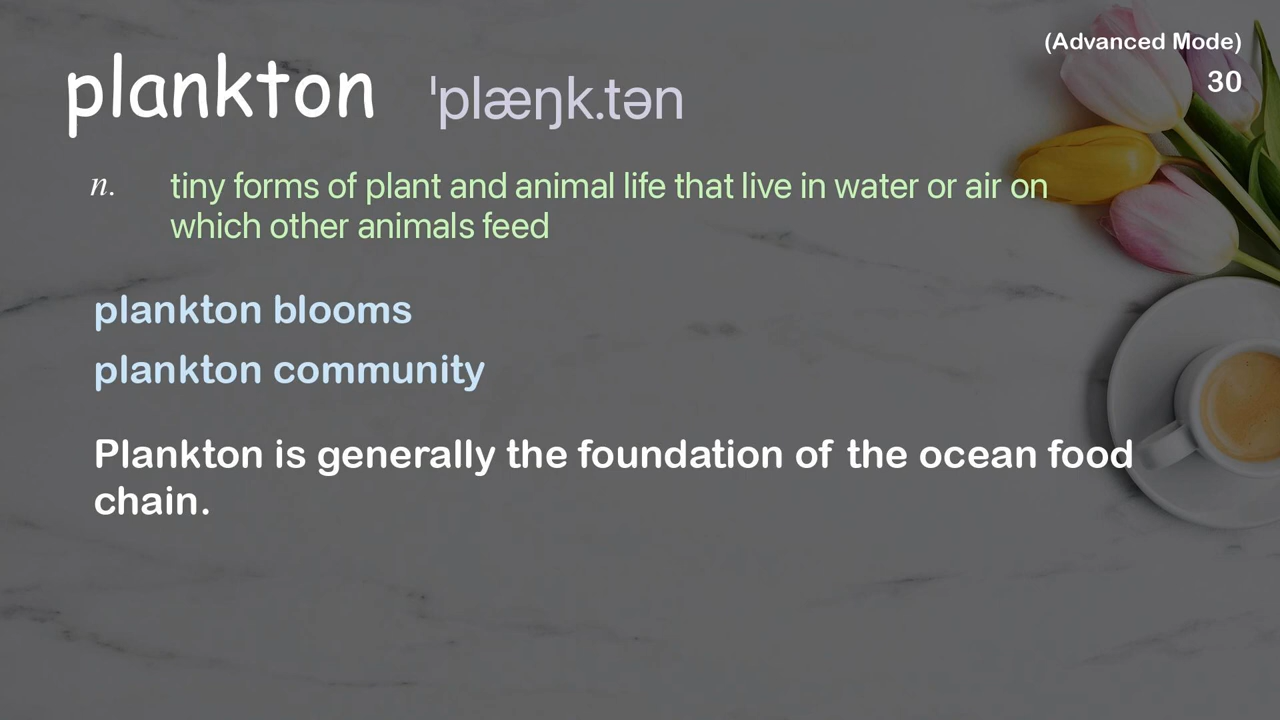 (Advanced Mode)
plankton ˈplæŋk.tən
30
n. tiny forms of plant and animal life that live in water or air on
which other animals feed
plankton blooms
plankton community
Plankton is generally the foundation of the ocean food
chain.